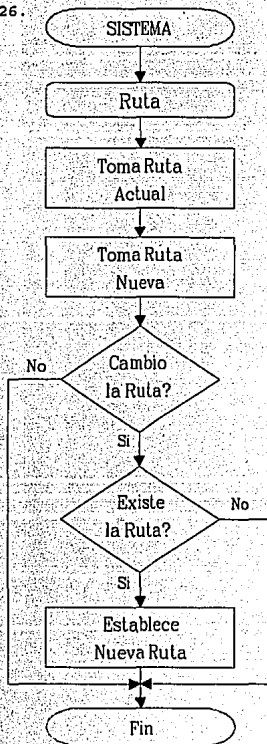 26.
SISTEMA
Ruta
Toma Ruta
Actual
Toma Ruta
Nueva
Cambio
la Ruta?
No
Si
Existe
la Ruta?
No
Si
Establece
Nueva Ruta
Fin